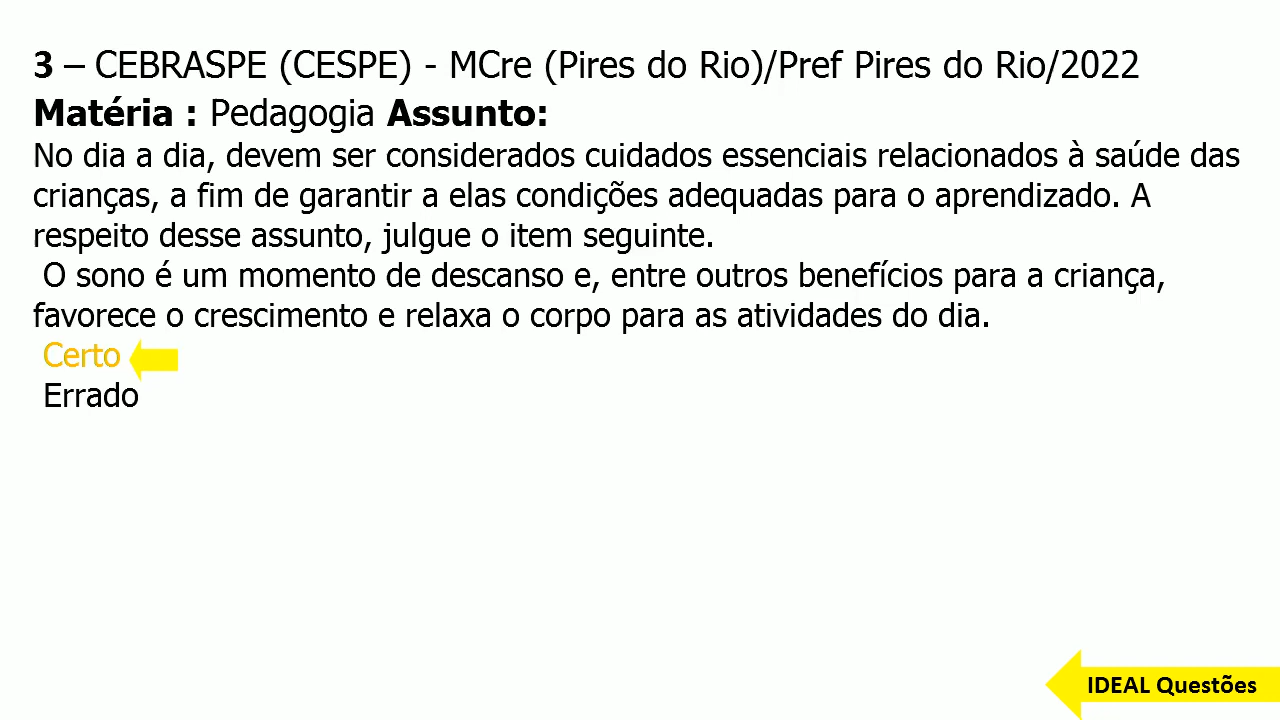 3 – CEBRASPE (CESPE) - MCre (Pires do Rio)/Pref Pires do Rio/2022
Matéria : Pedagogia Assunto:
No dia a dia, devem ser considerados cuidados essenciais relacionados à saúde das
crianças, a fim de garantir a elas condições adequadas para o aprendizado. A
respeito desse assunto, julgue o item seguinte.
O sono é um momento de descanso e, entre outros benefícios para a criança,
favorece o crescimento e relaxa o corpo para as atividades do dia.
Certo
Errado
IDEAL Questões